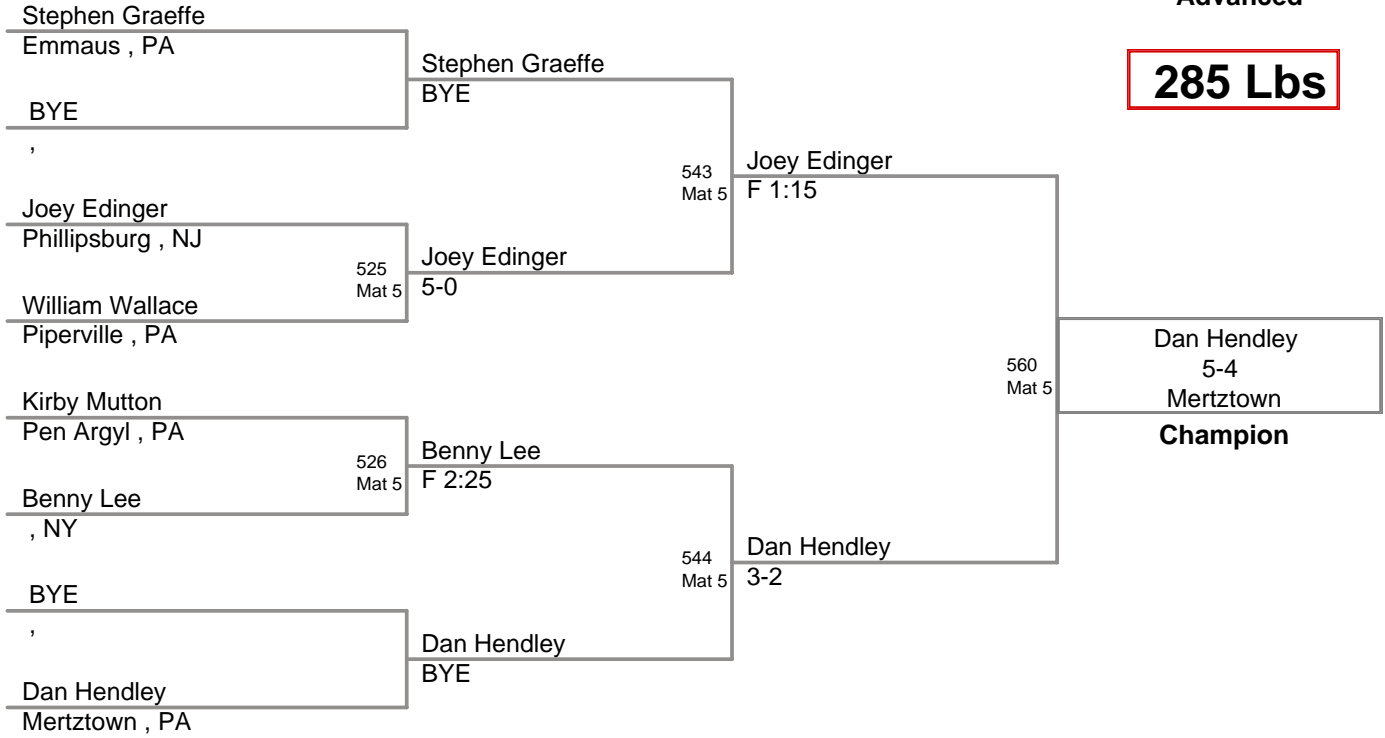 Advanced
285 Lbs
Stephen Graeffe
Emmaus , PA
BYE
,
Joey Edinger
Phillipsburg , NJ
William Wallace
Piperville , PA
Kirby Mutton
Pen Argyl , PA
Benny Lee
, NY
BYE
,
Dan Hendley
Mertztown , PA
Stephen Graeffe
BYE
525
Mat 5
Joey Edinger
5-0
526
Mat 5
Benny Lee
F 2:25
Dan Hendley
BYE
543
Mat 5
Joey Edinger
F 1:15
544
Mat 5
Dan Hendley
3-2
560
Mat 5
Dan Hendley
5-4
Mertztown
Champion